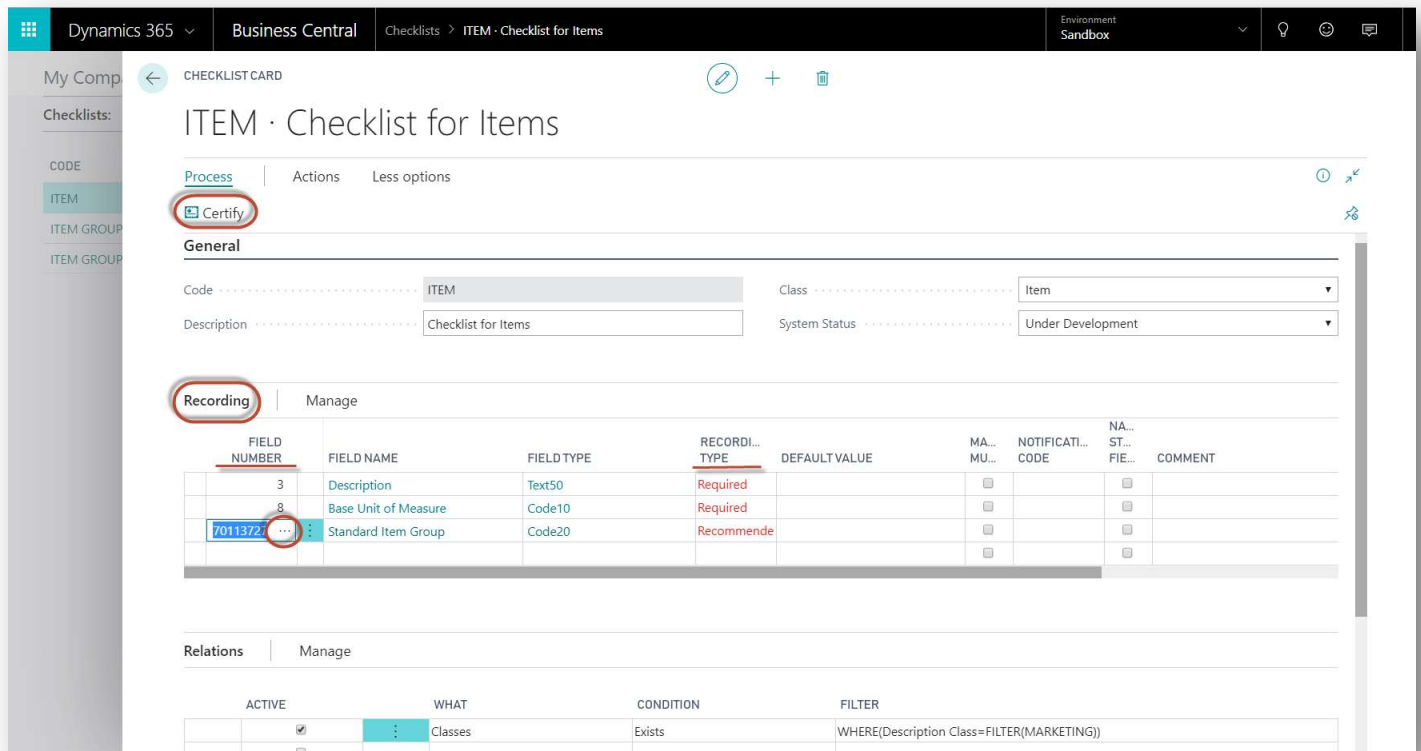 Dynamics 365 Business Central Checklists > ITEM · Checklist for Items Environment Sandbox
My Comp
CHECKLIST CARD
Checklists:
ITEM · Checklist for Items
CODE
Process Actions Less options
ITEM
Certify
ITEM GROUP
General
ITEM GROUP
Code ITEM Class Item
Description Checklist for Items System Status Under Development
Recording Manage
FIELD NUMBER FIELD NAME FIELD TYPE RECORDI... TYPE DEFAULT VALUE MA... MU... NOTIFICATI... CODE NA... ST... FIE... COMMENT
3 Description Text50 Required
8 Base Unit of Measure Code10 Required
70113727 ... Standard Item Group Code20 Recommende
Relations Manage
ACTIVE WHAT CONDITION FILTER
Classes Exists WHERE(Description Class=FILTER(MARKETING))